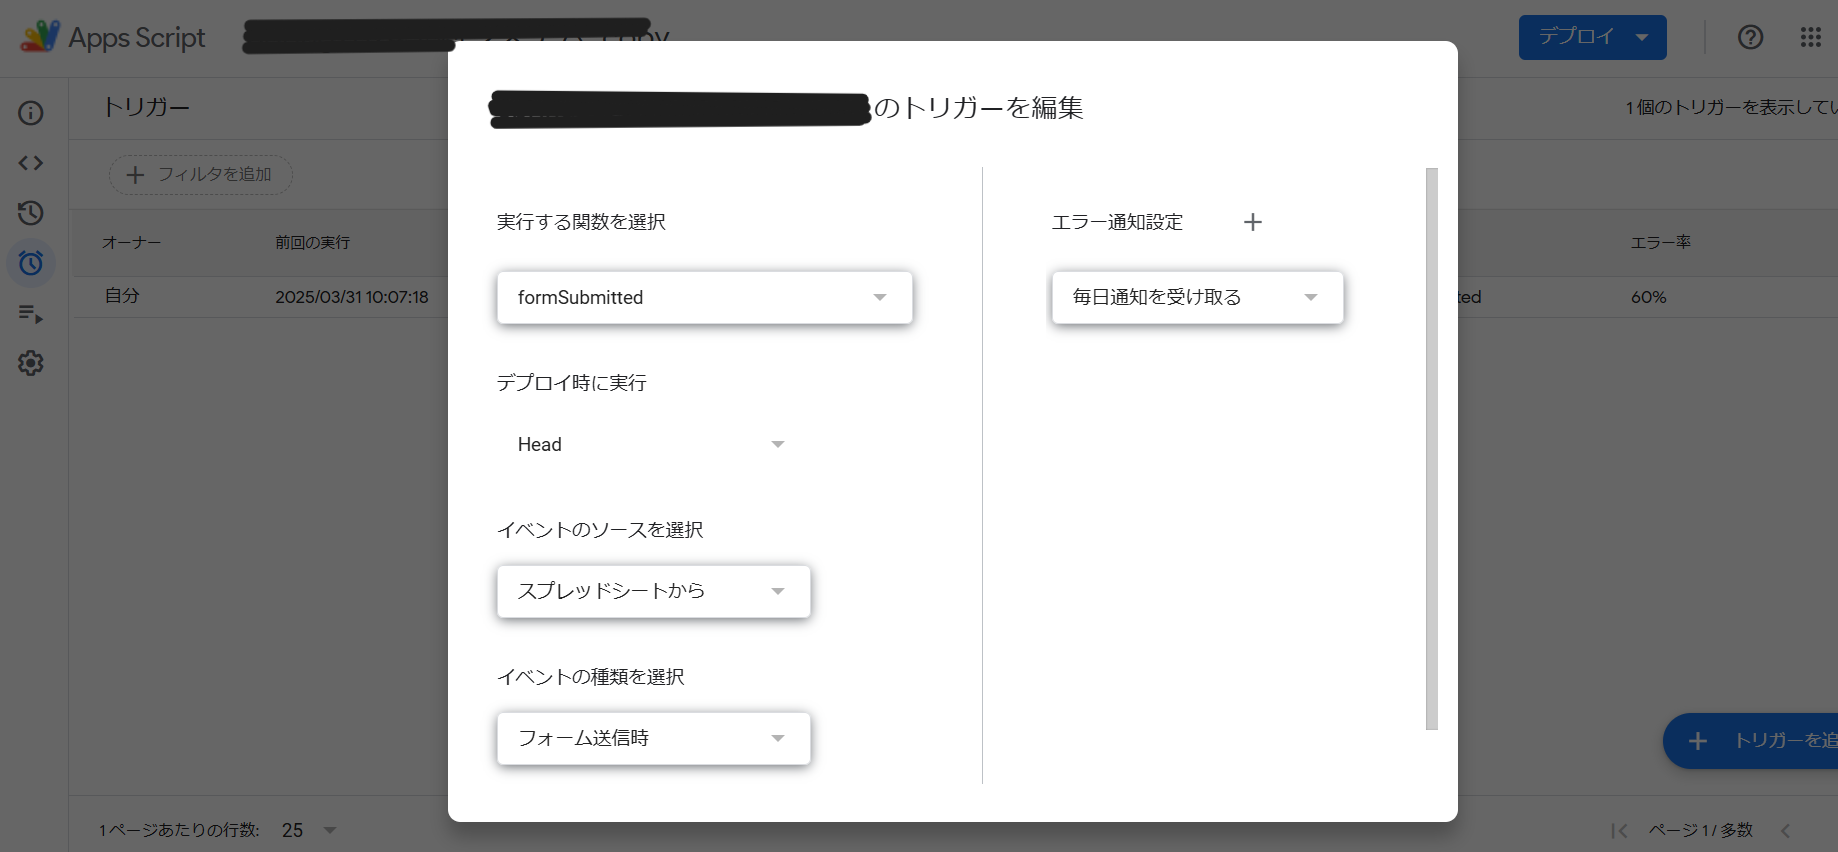 Apps Script
デプロイ
トリガー
1個のトリガーを表示してい
フィルタを追加
オーナー
前回の実行
エラー率
自分
2025/03/31 10:07:18
ted
60%
のトリガーを編集
実行する関数を選択
formSubmitted
デプロイ時に実行
Head
イベントのソースを選択
スプレッドシートから
イベントの種類を選択
フォーム送信時
エラー通知設定
毎日通知を受け取る
トリガーを追
1ページあたりの行数: 25
ページ 1 / 多数